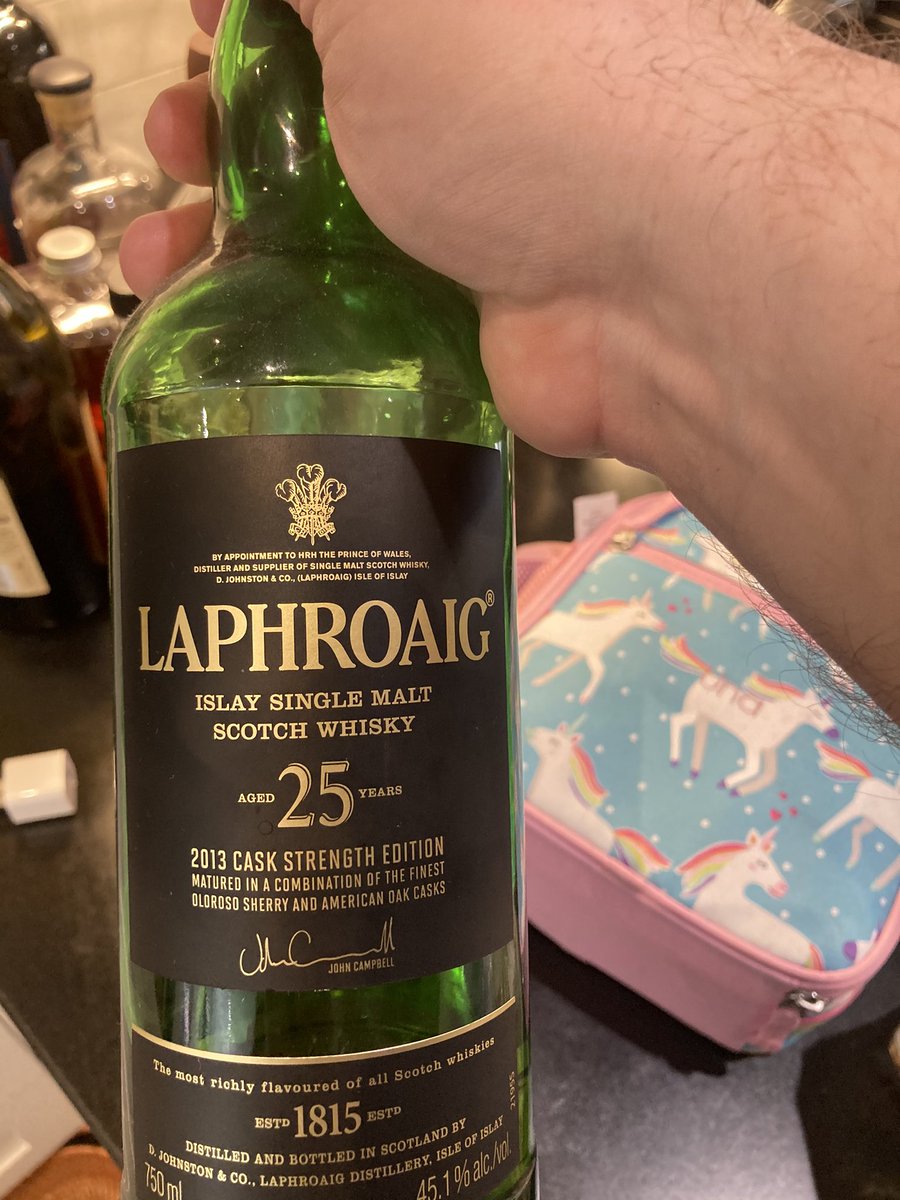 BY APPOINTMENT TO HRH THE PRINCE OF WALES,
DISTILLER AND SUPPLIER OF SINGLE MALT SCOTCH WHISKY,
D. JOHNSTON & CO., (LAPHROAIG) ISLE OF ISLAY
LAPHROAIG®
ISLAY SINGLE MALT
SCOTCH WHISKY
AGED 25 YEARS
2013 CASK STRENGTH EDITION
MATURED IN A COMBINATION OF THE FINEST
OLOROSO SHERRY AND AMERICAN OAK CASKS
JOHN CAMPBELL
The most richly flavoured of all Scotch whiskies
ESTD 1815 ESTD
DISTILLED AND BOTTLED IN SCOTLAND BY
D. JOHNSTON & CO., LAPHROAIG DISTILLERY, ISLE OF ISLAY
750 ml
45.1% alc./vol.